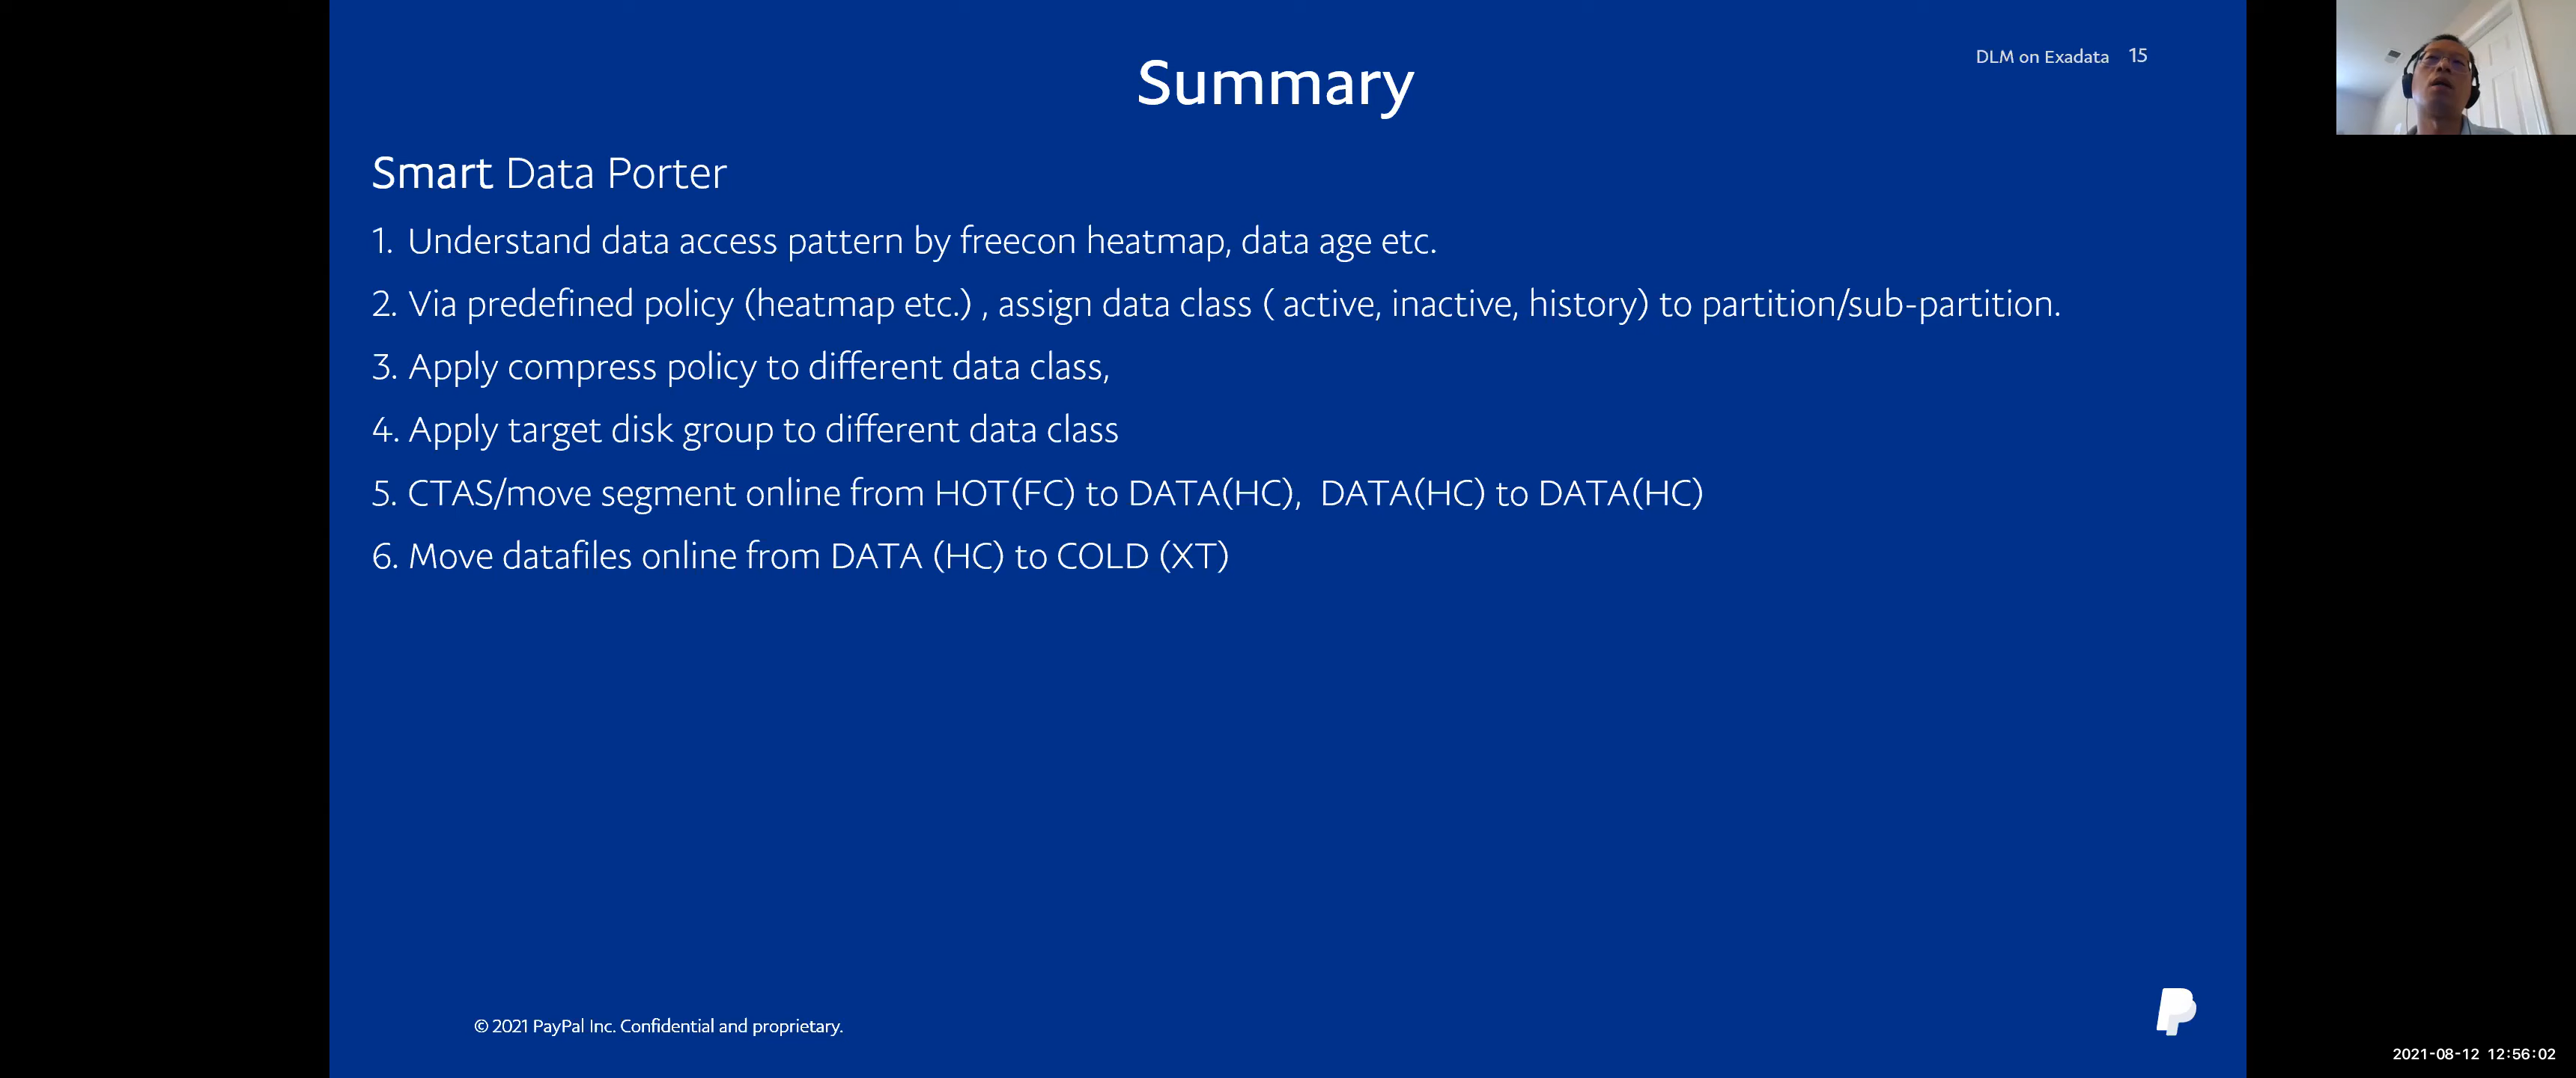 DLM on Exadata 15
Summary
Smart Data Porter
1. Understand data access pattern by freecon heatmap, data age etc.
2. Via predefined policy (heatmap etc.) , assign data class ( active, inactive, history) to partition/sub-partition.
3. Apply compress policy to different data class,
4. Apply target disk group to different data class
5. CTAS/move segment online from HOT(FC) to DATA(HC), DATA(HC) to DATA(HC)
6. Move datafiles online from DATA (HC) to COLD (XT)
© 2021 PayPal Inc. Confidential and proprietary.
2021-08-12 12:56:02